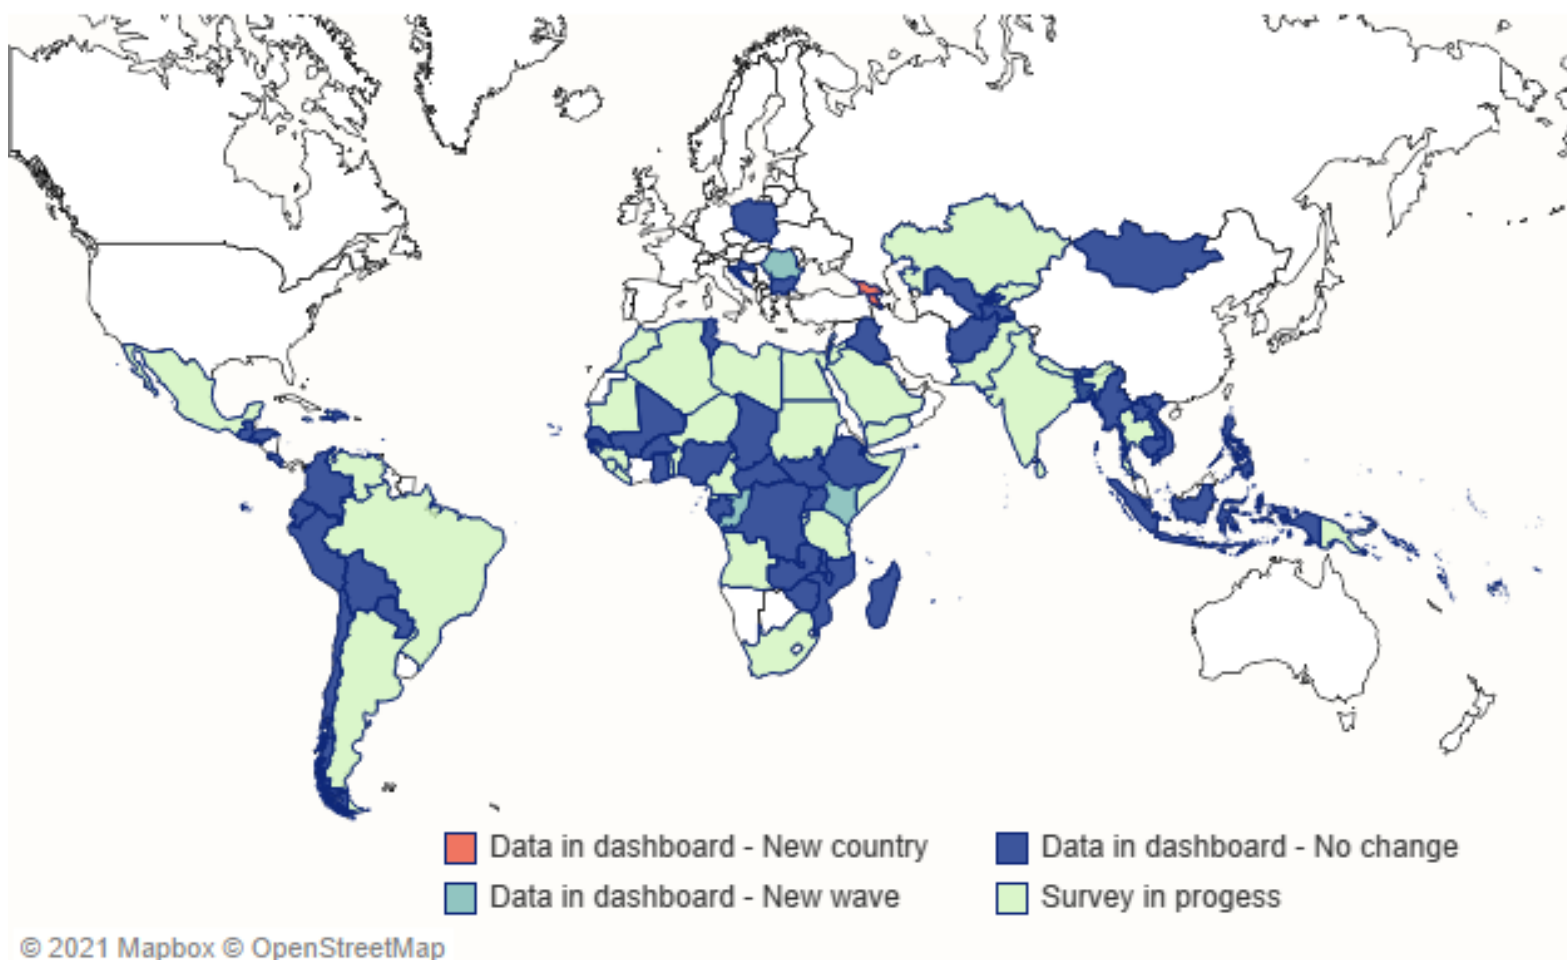 Data in dashboard - New country
Data in dashboard - No change
Data in dashboard - New wave
Survey in progess
© 2021 Mapbox © OpenStreetMap